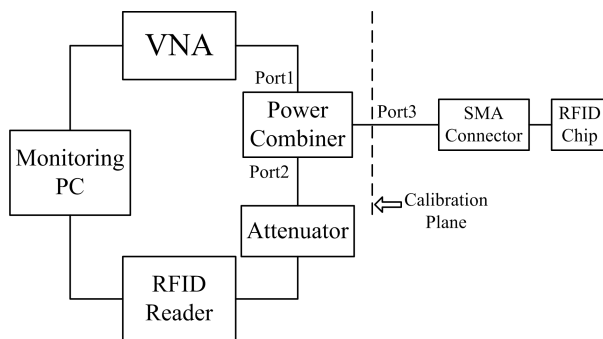 VNA
Port1
Power
Combiner
Port3
SMA
Connector
RFID
Chip
Monitoring
PC
Port2
Calibration
Plane
Attenuator
RFID
Reader